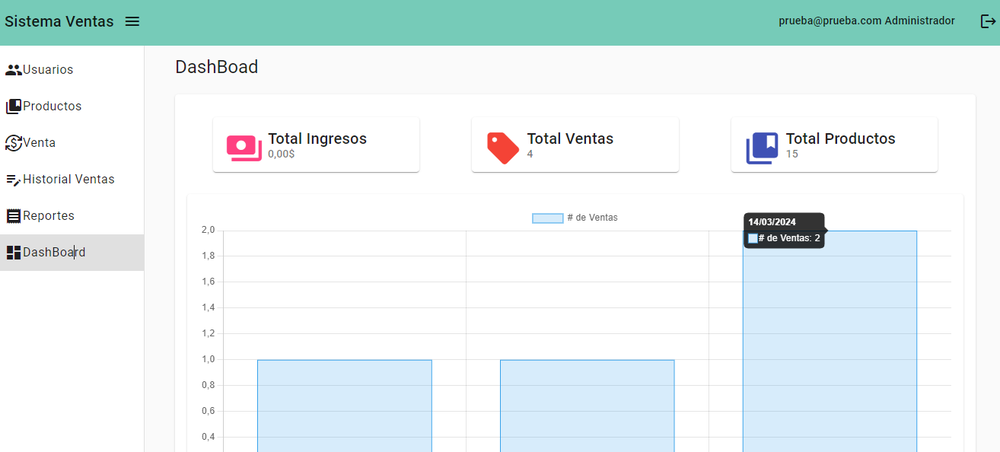 Sistema Ventas
prueba@prueba.com Administrador
Usuarios
Productos
Venta
Historial Ventas
Reportes
DashBoard
DashBoad
Total Ingresos
0,00$
Total Ventas
4
Total Productos
15
# de Ventas
14/03/2024
# de Ventas: 2
2,0
1,8
1,6
1,4
1,2
1,0
0,8
0,6
0,4